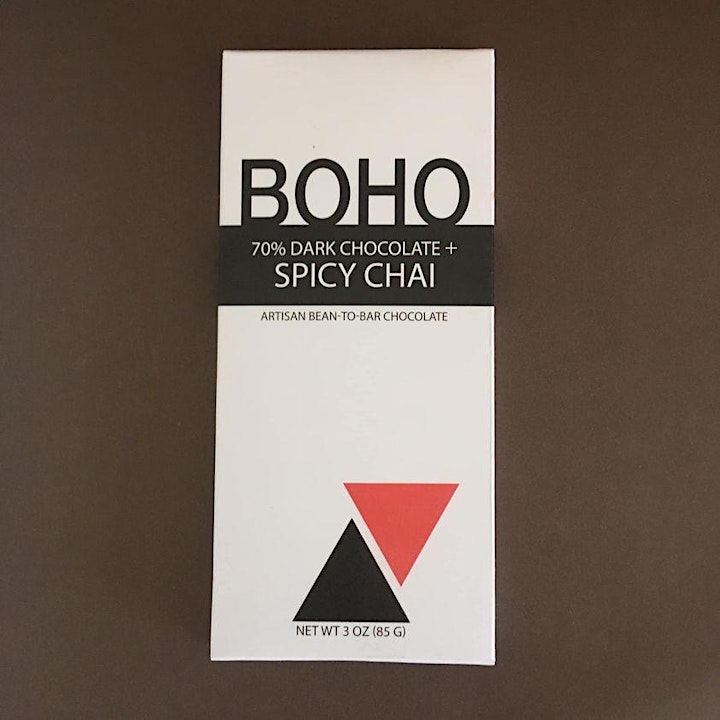 BOHO
70% DARK CHOCOLATE +
SPICY CHAI
ARTISAN BEAN-TO-BAR CHOCOLATE
NET WT 3 OZ (85 G)